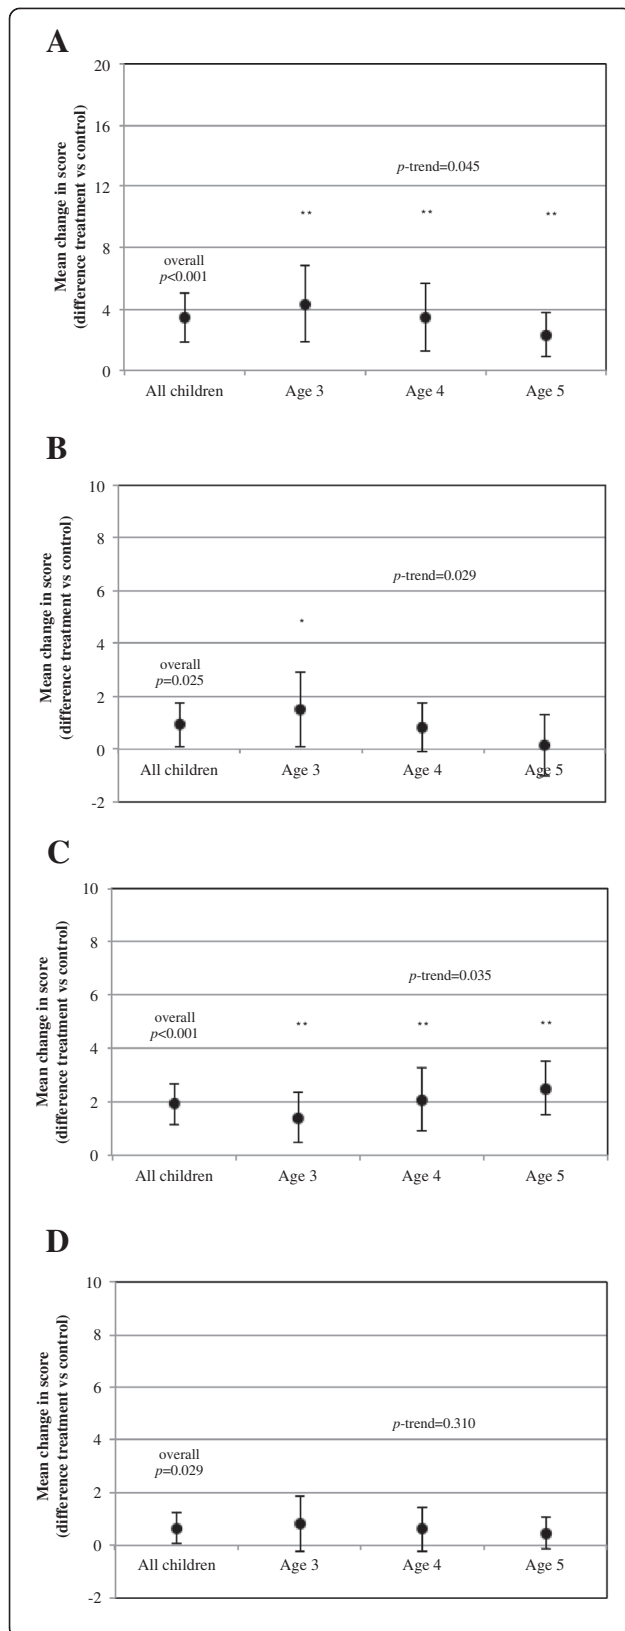 A
Mean change in score
(difference treatment vs control)
20
16
12
8
4
0
p-trend=0.045
** ** **
overall
p<0.001
All children Age 3 Age 4 Age 5
B
Mean change in score
(difference treatment vs control)
10
8
6
4
2
0
-2
p-trend=0.029
*
overall
p=0.025
All children Age 3 Age 4 Age 5
C
Mean change in score
(difference treatment vs control)
10
8
6
4
2
0
p-trend=0.035
overall
p<0.001
** ** **
All children Age 3 Age 4 Age 5
D
Mean change in score
(difference treatment vs control)
10
8
6
4
2
0
-2
p-trend=0.310
overall
p=0.029
All children Age 3 Age 4 Age 5